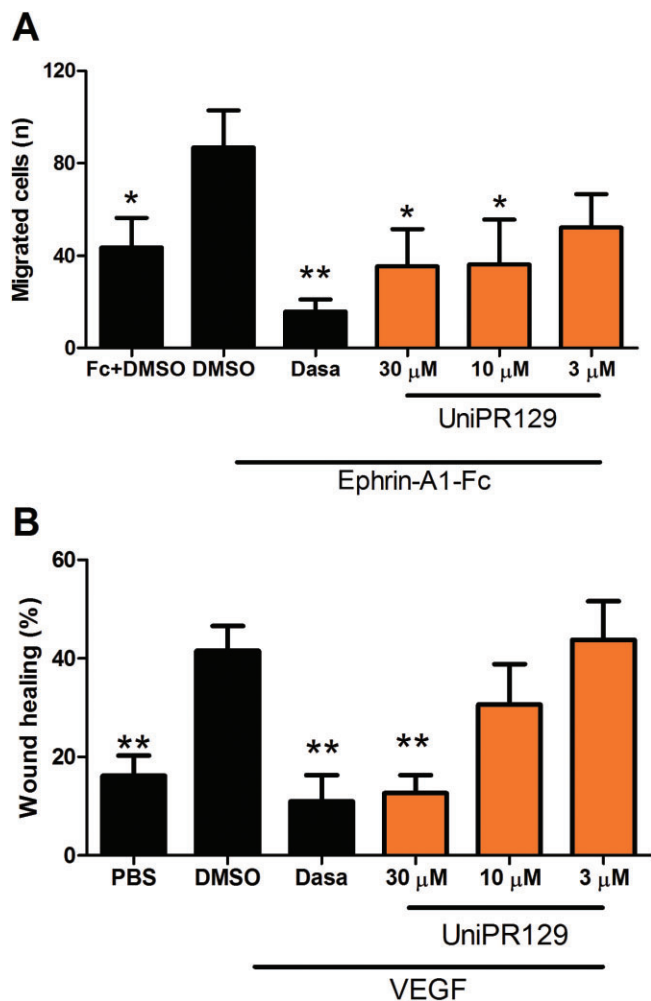 A
Migrated cells (n)
120
80
40
0
* ** * *
Fc+DMSO DMSO Dasa 30 μM 10 μM 3 μM
UniPR129
Ephrin-A1-Fc
B
Wound healing (%)
60
40
20
0
** ** **
PBS DMSO Dasa 30 μM 10 μM 3 μM
UniPR129
VEGF